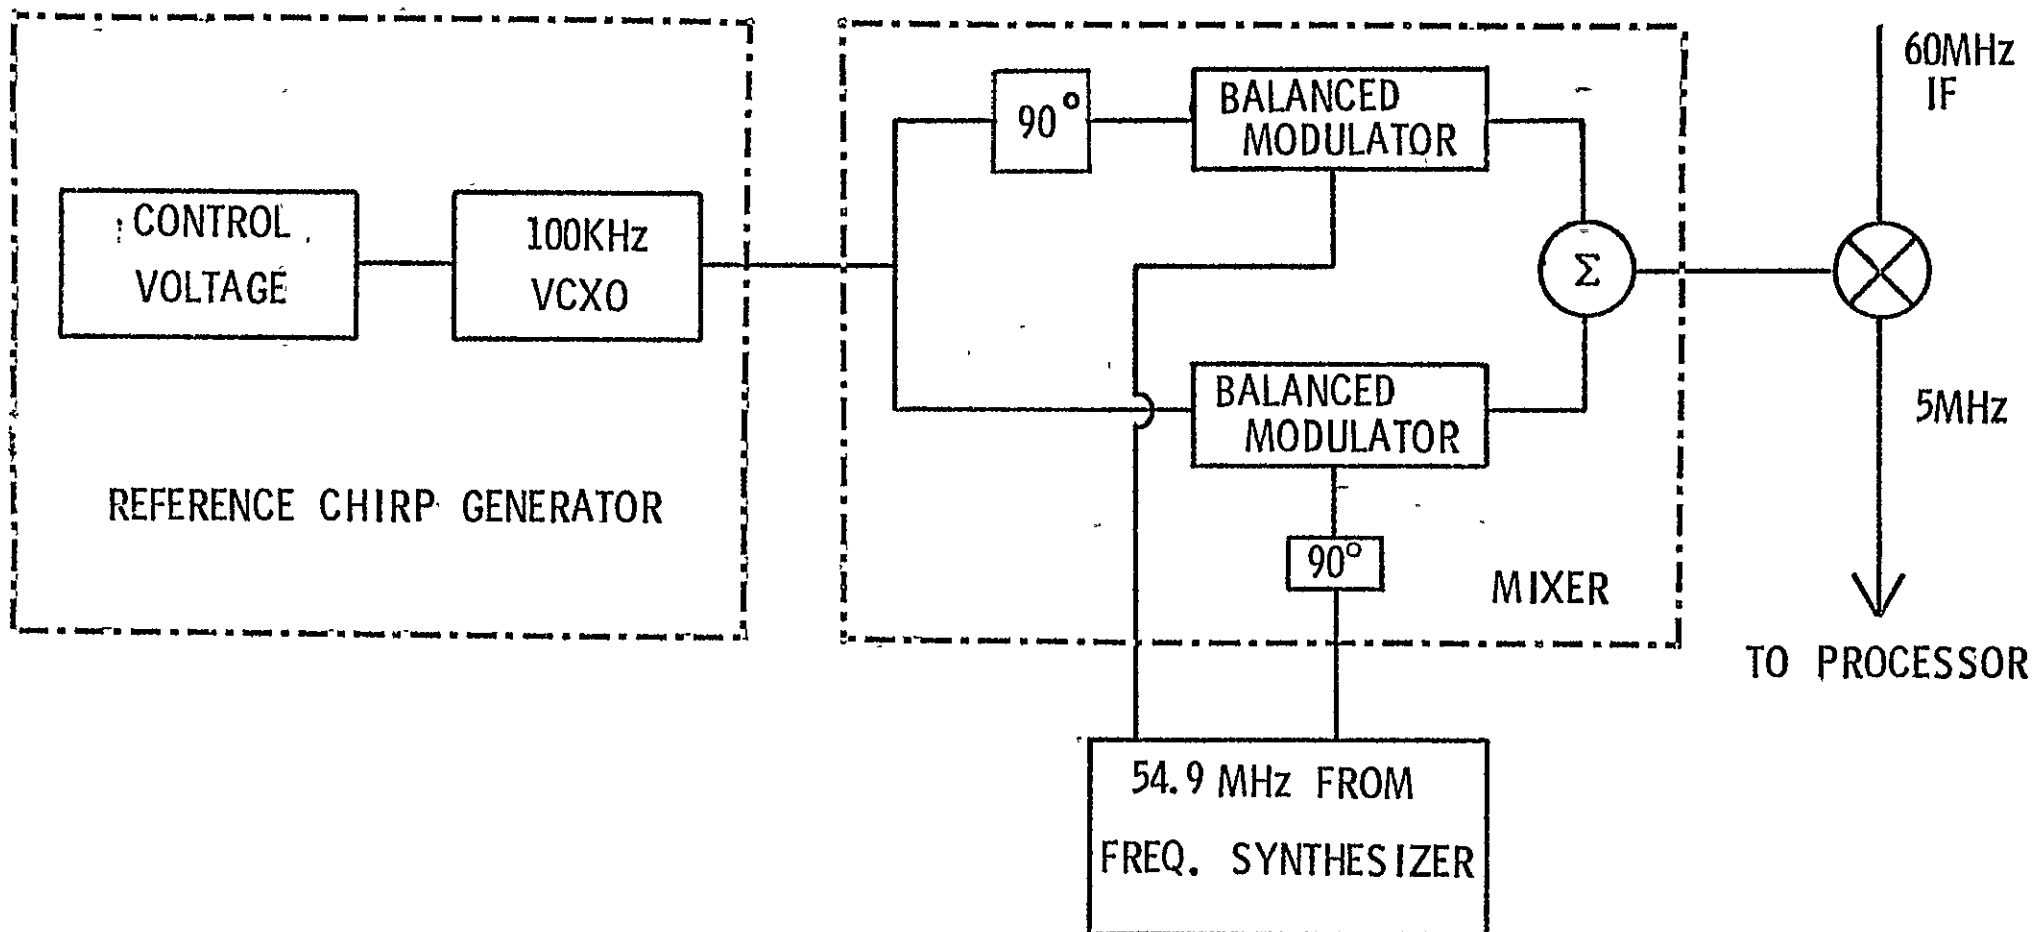 CONTROL
VOLTAGE
100KHz
VCXO
REFERENCE CHIRP GENERATOR
90°
BALANCED
MODULATOR
Σ
BALANCED
MODULATOR
90°
MIXER
54.9 MHz FROM
FREQ. SYNTHESIZER
60MHz
IF
5MHz
TO PROCESSOR